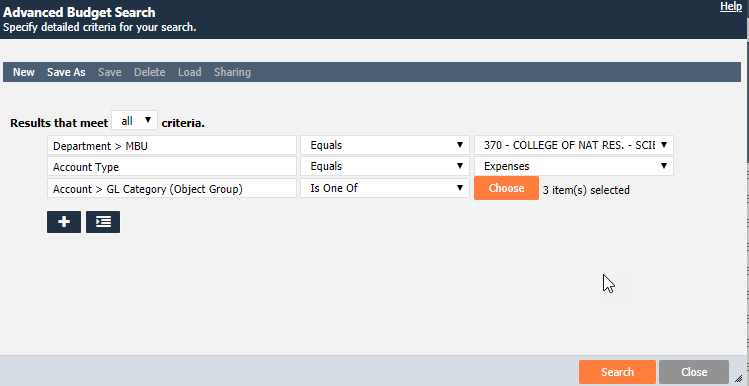 Advanced Budget Search
Help
Specify detailed criteria for your search.
New Save As Save Delete Load Sharing
Results that meet all criteria.
Department > MBU Equals 370 - COLLEGE OF NAT RES. - SCIE
Account Type Equals Expenses
Account > GL Category (Object Group) Is One Of Choose 3 item(s) selected
Search Close